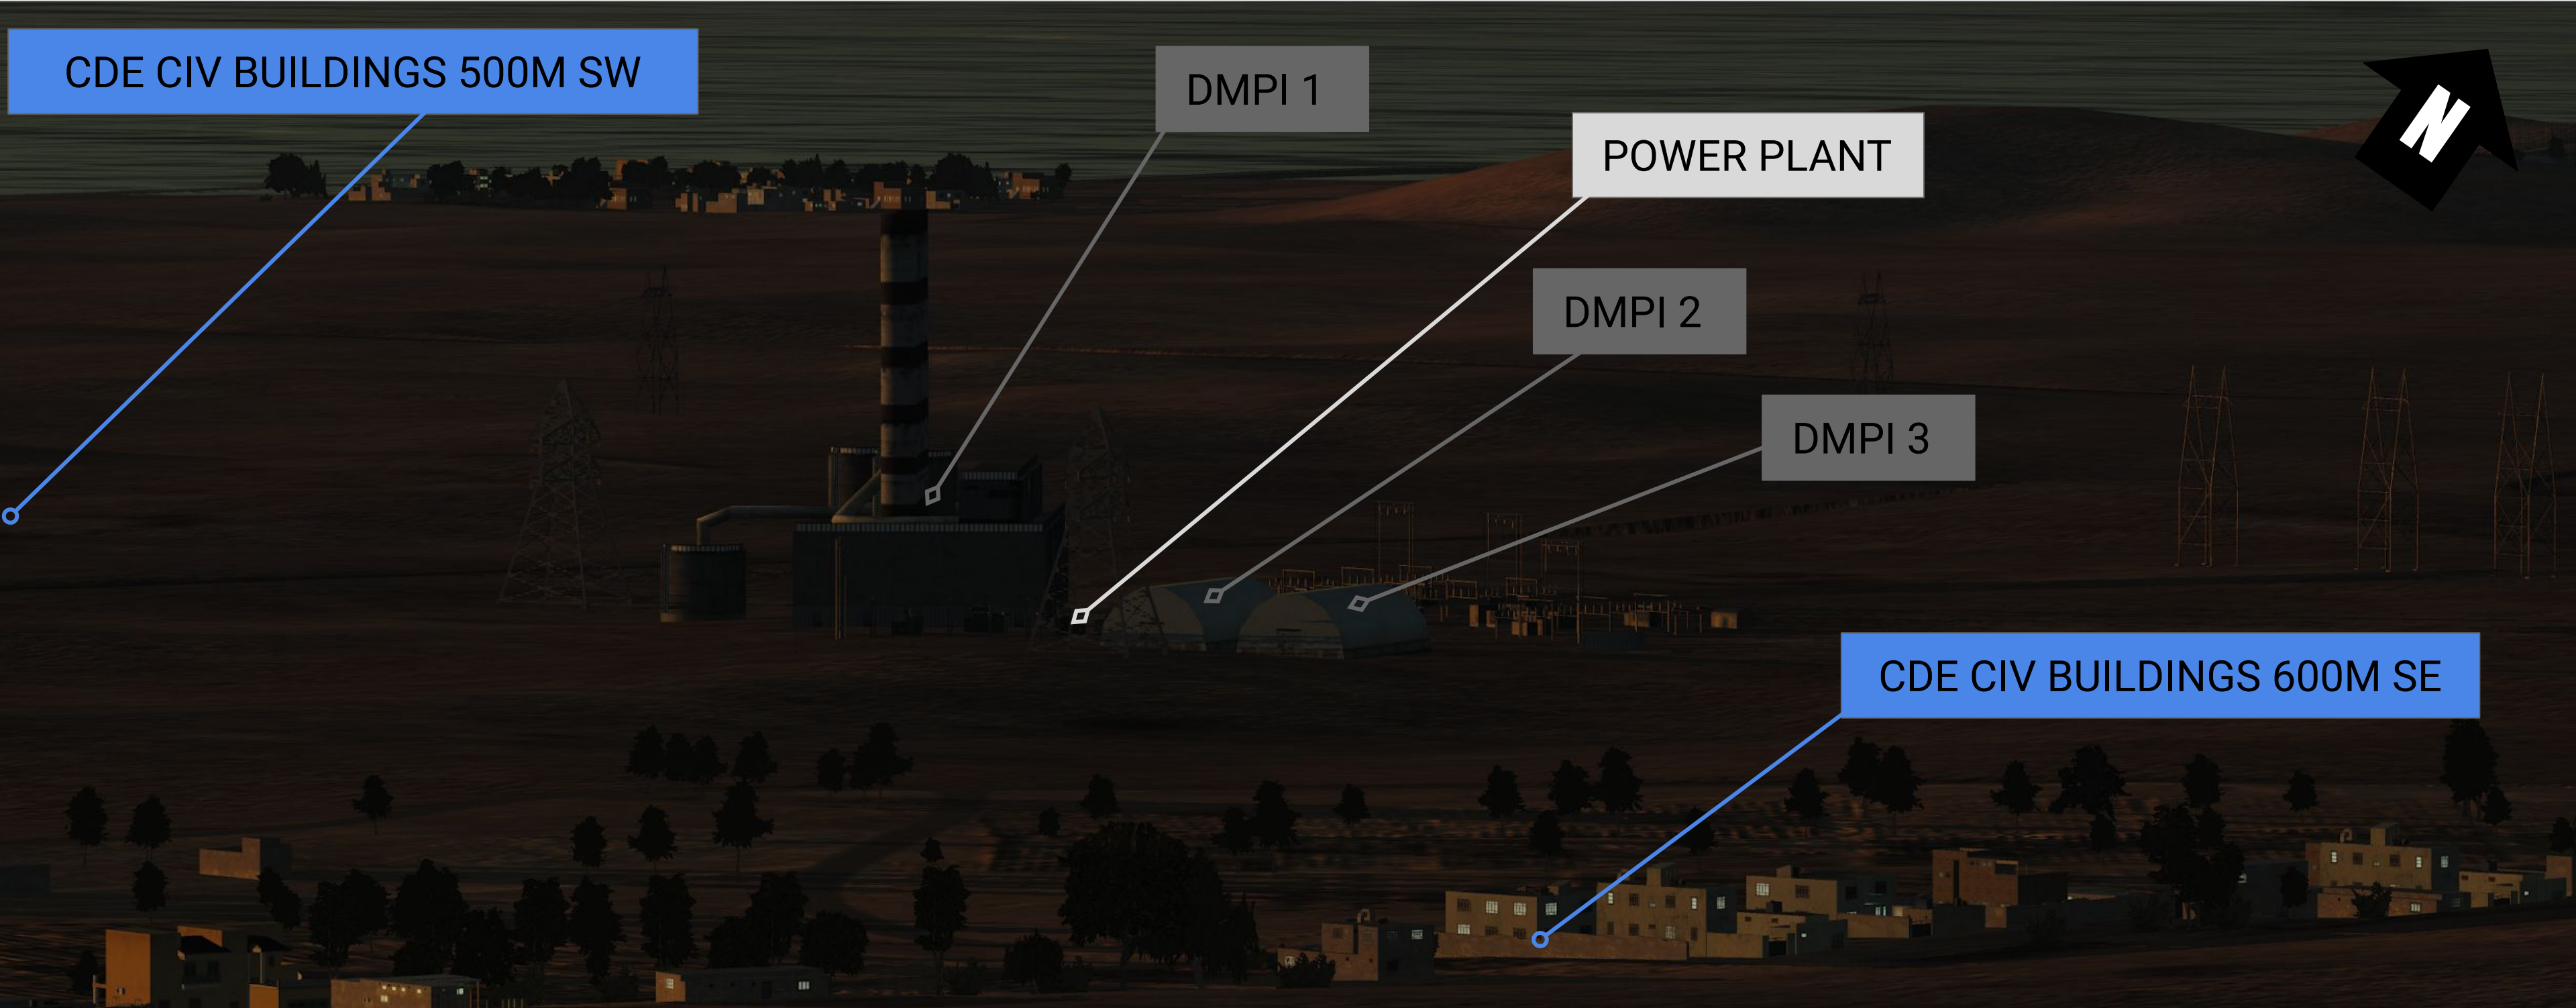 CDE CIV BUILDINGS 500M SW
DMPI 1
N
POWER PLANT
DMPI 2
DMPI 3
CDE CIV BUILDINGS 600M SE